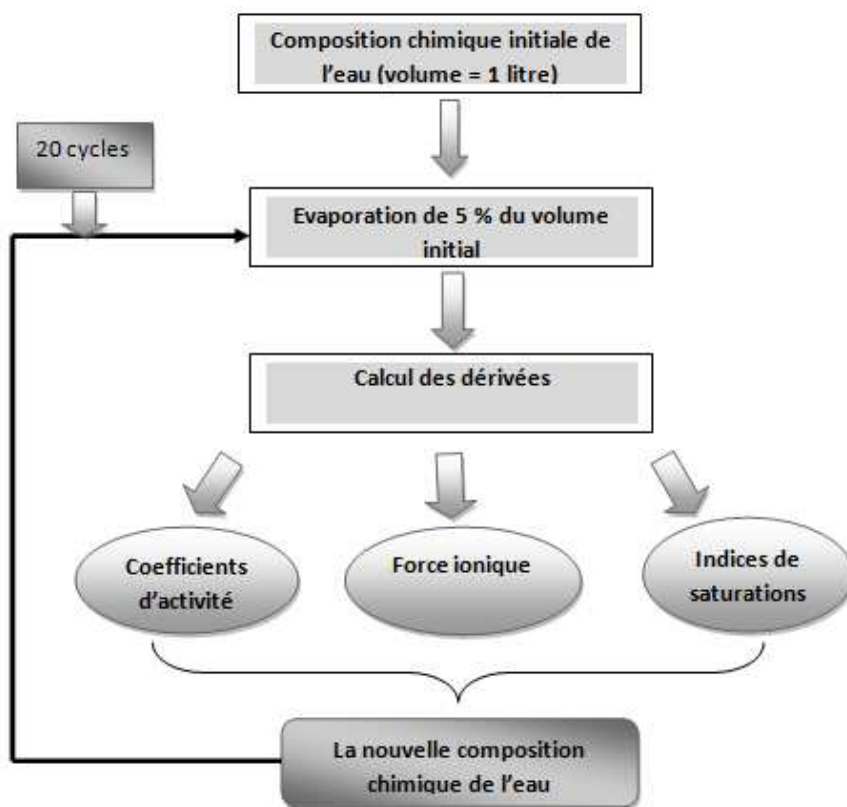 Composition chimique initiale de
l'eau (volume = 1 litre)
20 cycles
Evaporation de 5 % du volume
initial
Calcul des dérivées
Coefficients
d'activité
Force ionique
Indices de
saturations
La nouvelle composition
chimique de l'eau